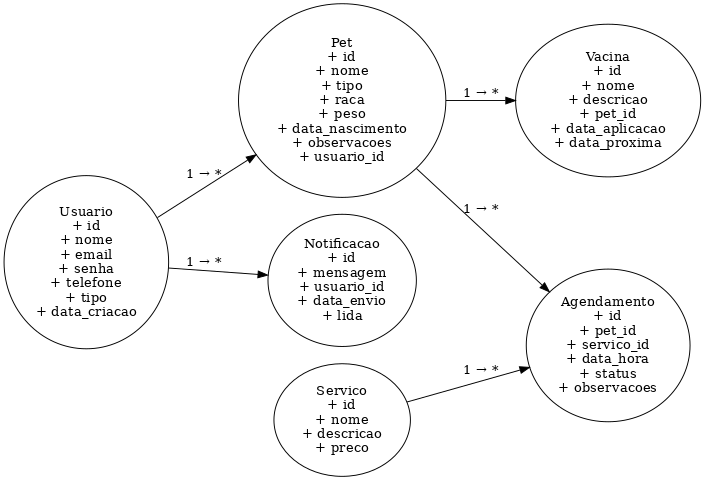 Pet
+ id
+ nome
+ tipo
+ raca
+ peso
+ data_nascimento
+ observacoes
+ usuario_id
1 → *
Vacina
+ id
+ nome
+ descricao
+ pet_id
+ data_aplicacao
+ data_proxima
1 → *
1 → *
Usuario
+ id
+ nome
+ email
+ senha
+ telefone
+ tipo
+ data_criacao
1 → *
Notificacao
+ id
+ mensagem
+ usuario_id
+ data_envio
+ lida
Agendamento
+ id
+ pet_id
+ servico_id
+ data_hora
+ status
+ observacoes
1 → *
Servico
+ id
+ nome
+ descricao
+ preco